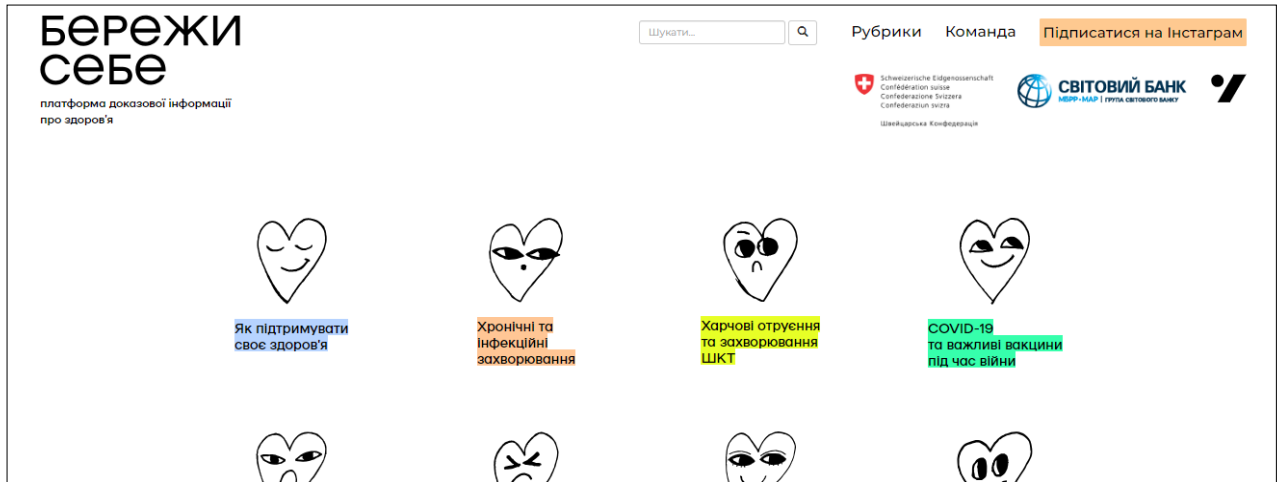 БЕРЕЖИ
СЕБЕ
платформа доказової інформації
про здоров'я
Шукати...
Рубрики
Команда
Підписатися на Інстаграм
Schweizerische Eidgenossenschaft
Confédération suisse
Confederazione Svizzera
Confederaziun svizra
Швейцарська Конфедерація
СВІТОВИЙ БАНК
МБРР • МАР | ГРУПА СВІТОВОГО БАНКУ
Як підтримувати
своє здоров'я
Хронічні та
інфекційні
захворювання
Харчові отруєння
та захворювання
ШКТ
COVID-19
та важливі вакцини
під час війни